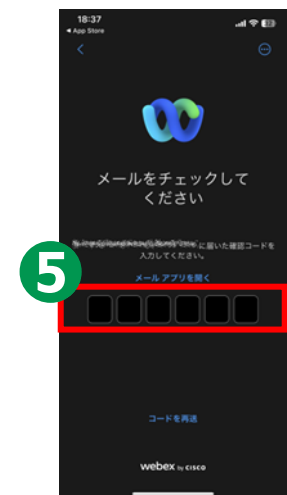 18:37
◀ App Store
メールをチェックして
ください
に届いた確認コードを
入力してください。
メール アプリを開く
5
コードを再送
webex by CISCO